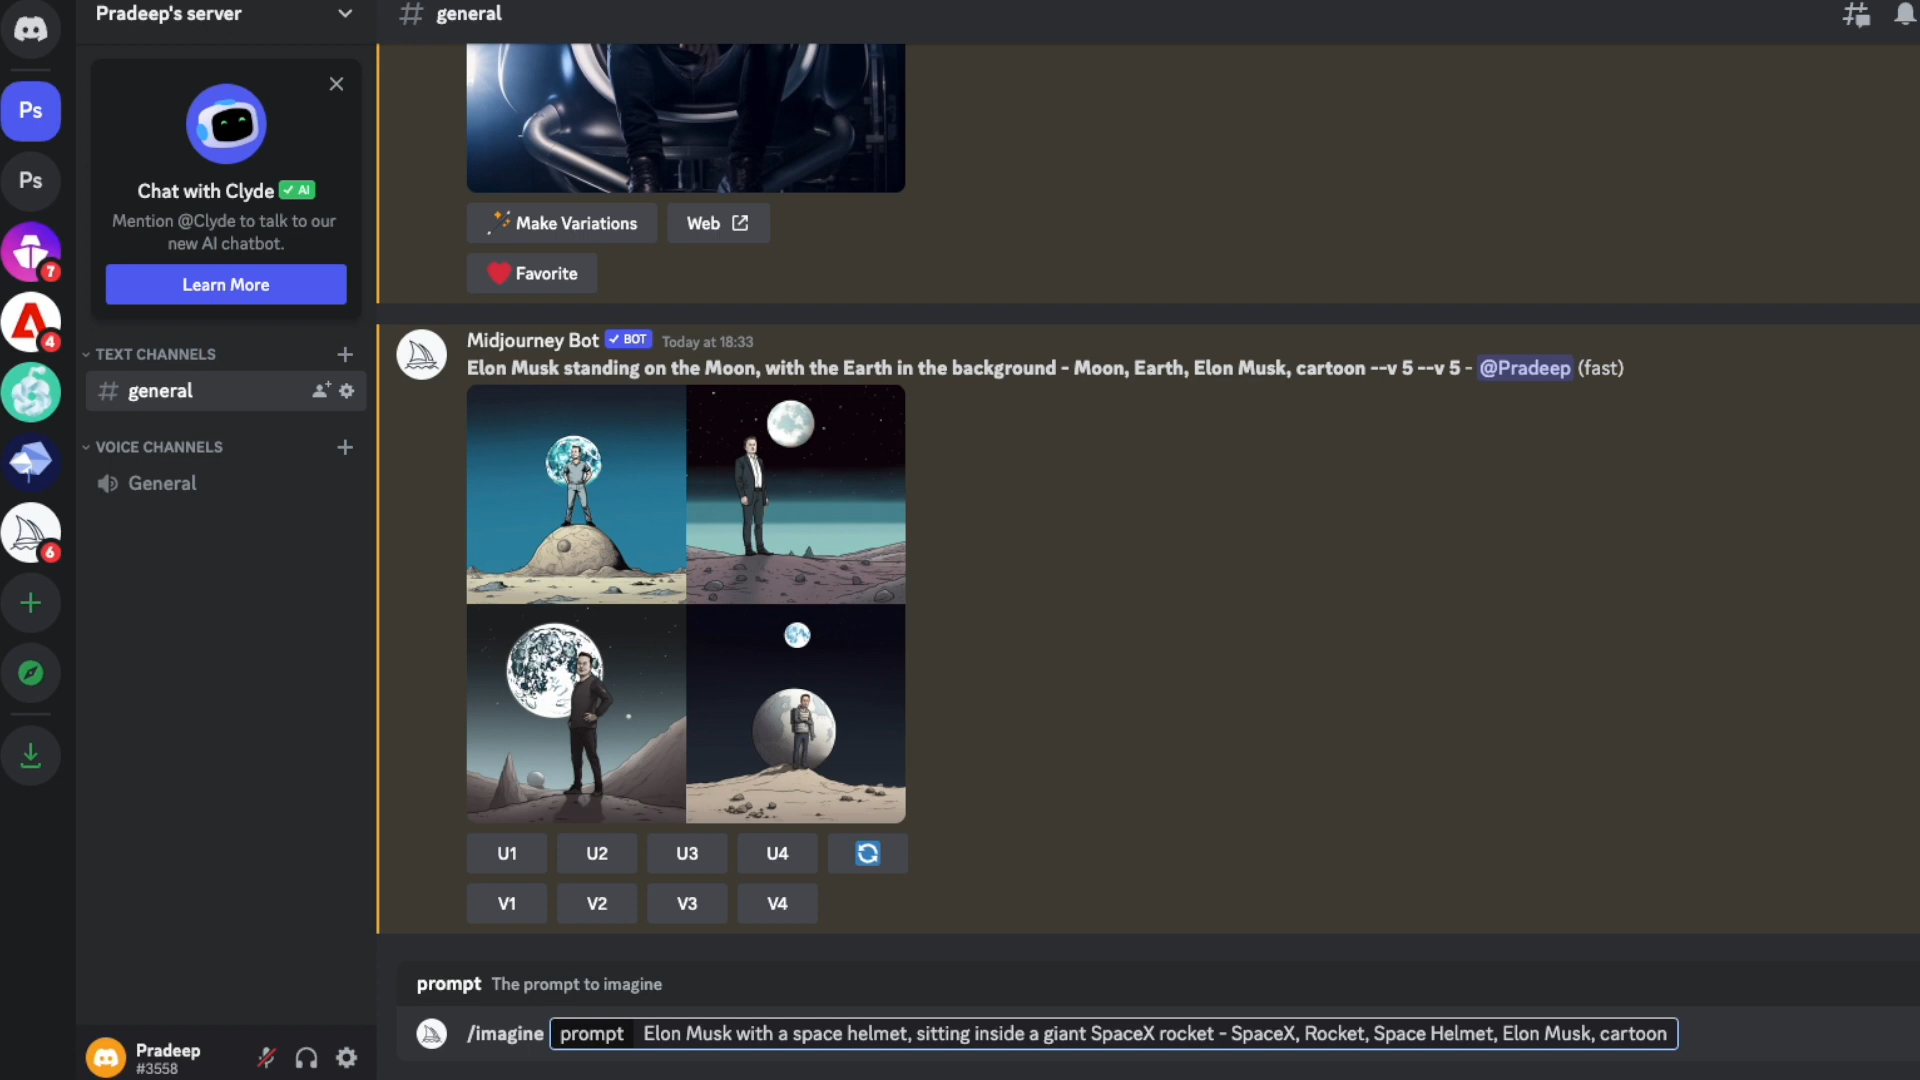 Pradeep's server
general
Ps
Ps
7
4
6
Chat with Clyde ✓ AI
Mention @Clyde to talk to our
new AI chatbot.
Learn More
TEXT CHANNELS
general
VOICE CHANNELS
General
Pradeep
#3558
Make Variations
Web
Favorite
Midjourney Bot ✓ BOT Today at 18:33
Elon Musk standing on the Moon, with the Earth in the background - Moon, Earth, Elon Musk, cartoon --v 5 --v 5 - @Pradeep (fast)
U1 U2 U3 U4
V1 V2 V3 V4
prompt The prompt to imagine
/imagine prompt Elon Musk with a space helmet, sitting inside a giant SpaceX rocket - SpaceX, Rocket, Space Helmet, Elon Musk, cartoon